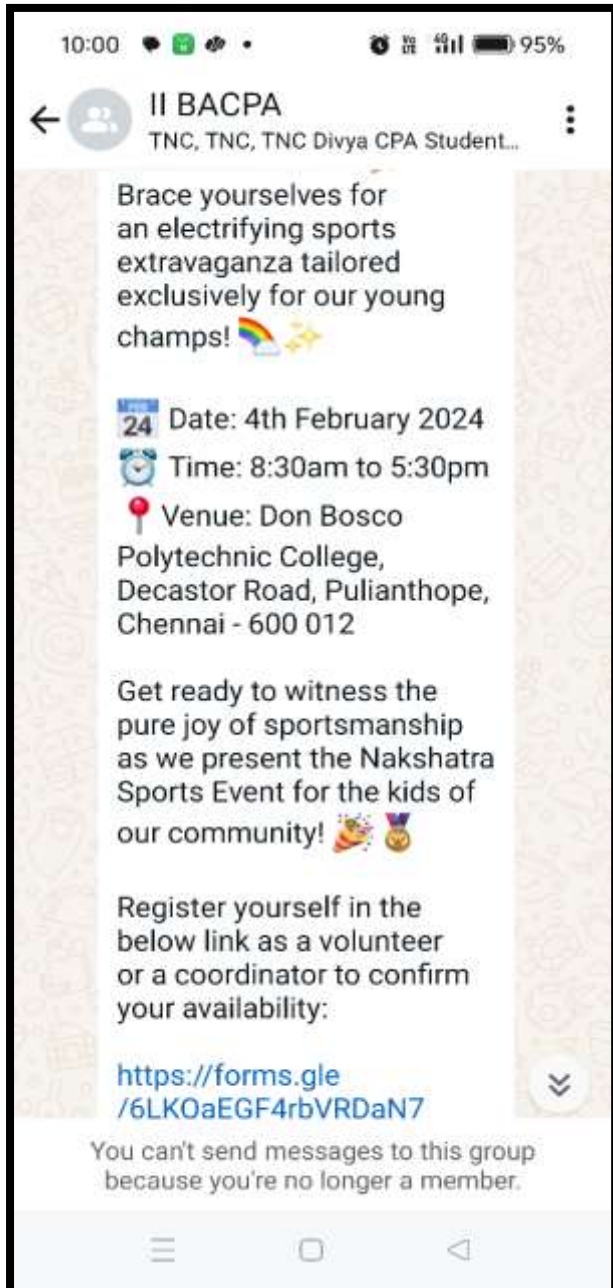 10:00
Vo LTE 4G 95%
II BACPA
TNC, TNC, TNC Divya CPA Student...
Brace yourselves for
an electrifying sports
extravaganza tailored
exclusively for our young
champs! 🌈✨
24 Date: 4th February 2024
⏰ Time: 8:30am to 5:30pm
📍 Venue: Don Bosco
Polytechnic College,
Decastor Road, Pulianthope,
Chennai - 600 012
Get ready to witness the
pure joy of sportsmanship
as we present the Nakshatra
Sports Event for the kids of
our community! 🎉🏅
Register yourself in the
below link as a volunteer
or a coordinator to confirm
your availability:
https://forms.gle
/6LKOaEGF4rbVRDaN7
You can't send messages to this group
because you're no longer a member.